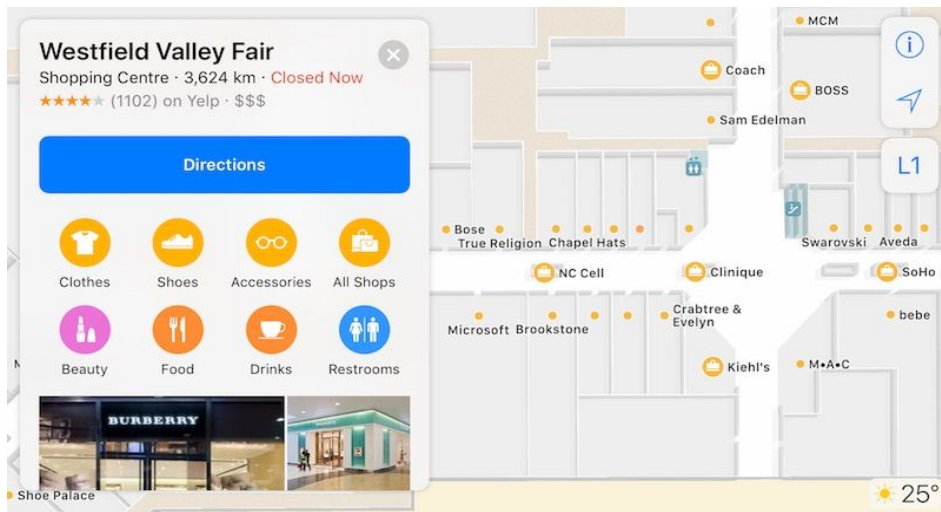 Westfield Valley Fair
Shopping Centre · 3,624 km · Closed Now
(1102) on Yelp · $$$
Directions
Clothes
Shoes
Accessories
All Shops
Beauty
Food
Drinks
Restrooms
BURBERRY
Shoe Palace
MCM
Coach
BOSS
Sam Edelman
L1
Bose
True Religion
Chapel Hats
Swarovski
Aveda
NC Cell
Clinique
SoHo
Microsoft
Brookstone
Crabtree &
Evelyn
bebe
Kiehl's
M•A•C
25°